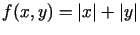 f(x, y) = |x| + |y|